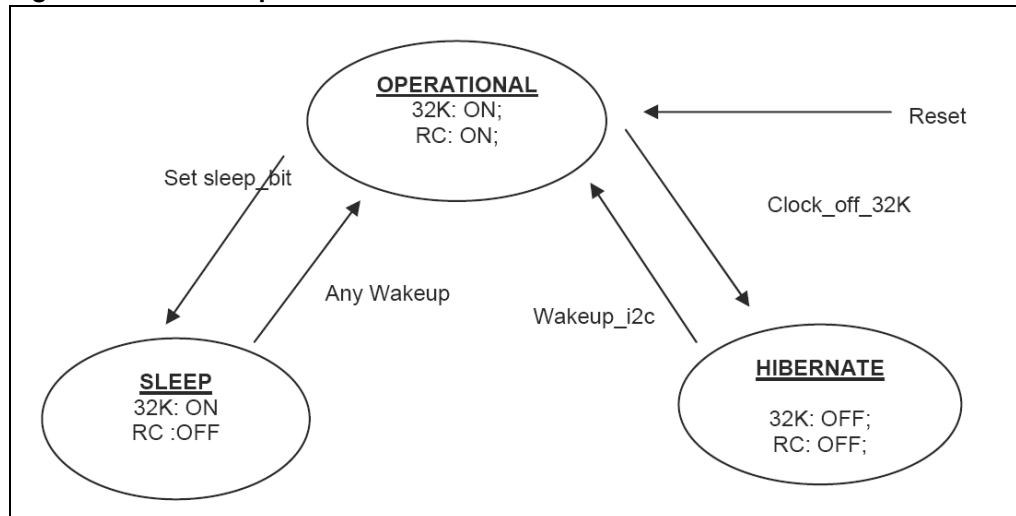 OPERATIONAL
32K: ON;
RC: ON;
Reset
Set sleep_bit
Clock_off_32K
Any Wakeup
Wakeup_i2c
SLEEP
32K: ON
RC :OFF
HIBERNATE
32K: OFF;
RC: OFF;